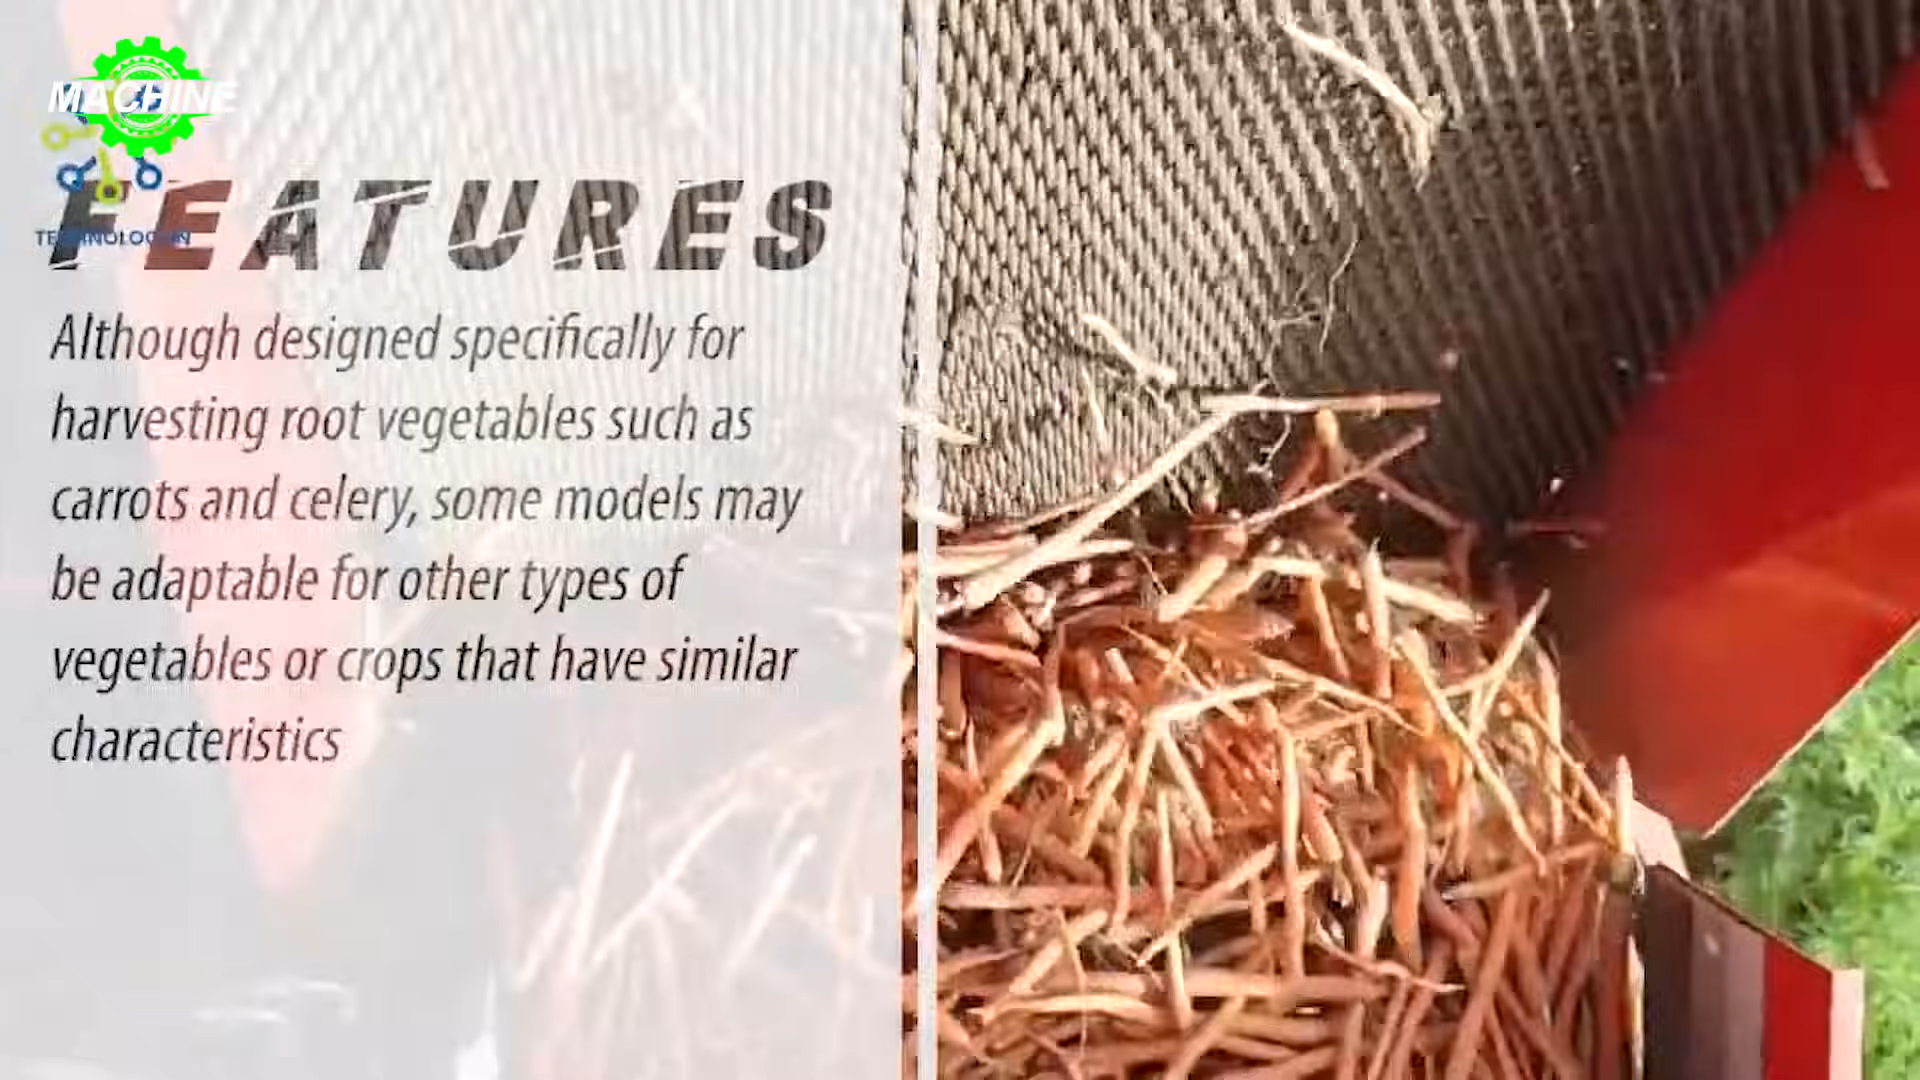 MACHINE
FEATURES
Although designed specifically for
harvesting root vegetables such as
carrots and celery, some models may
be adaptable for other types of
vegetables or crops that have similar
characteristics